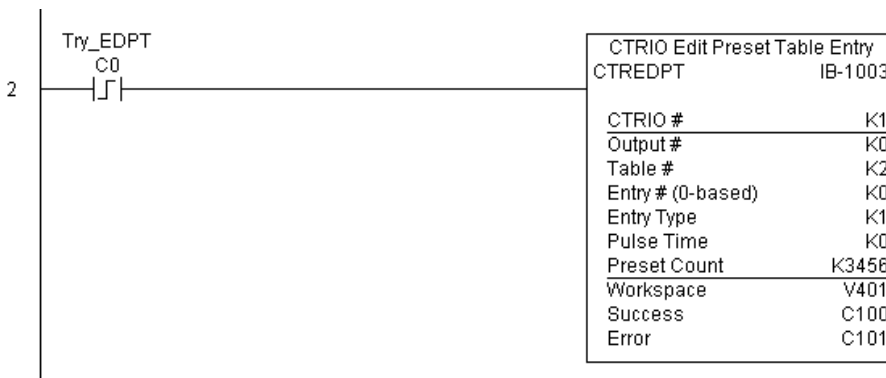 Try_EDPT
C0
2
CTRIO Edit Preset Table Entry
CTREDPT IB-1003
CTRIO # K1
Output # K0
Table # K2
Entry # (0-based) K0
Entry Type K1
Pulse Time K0
Preset Count K3456
Workspace V401
Success C100
Error C101